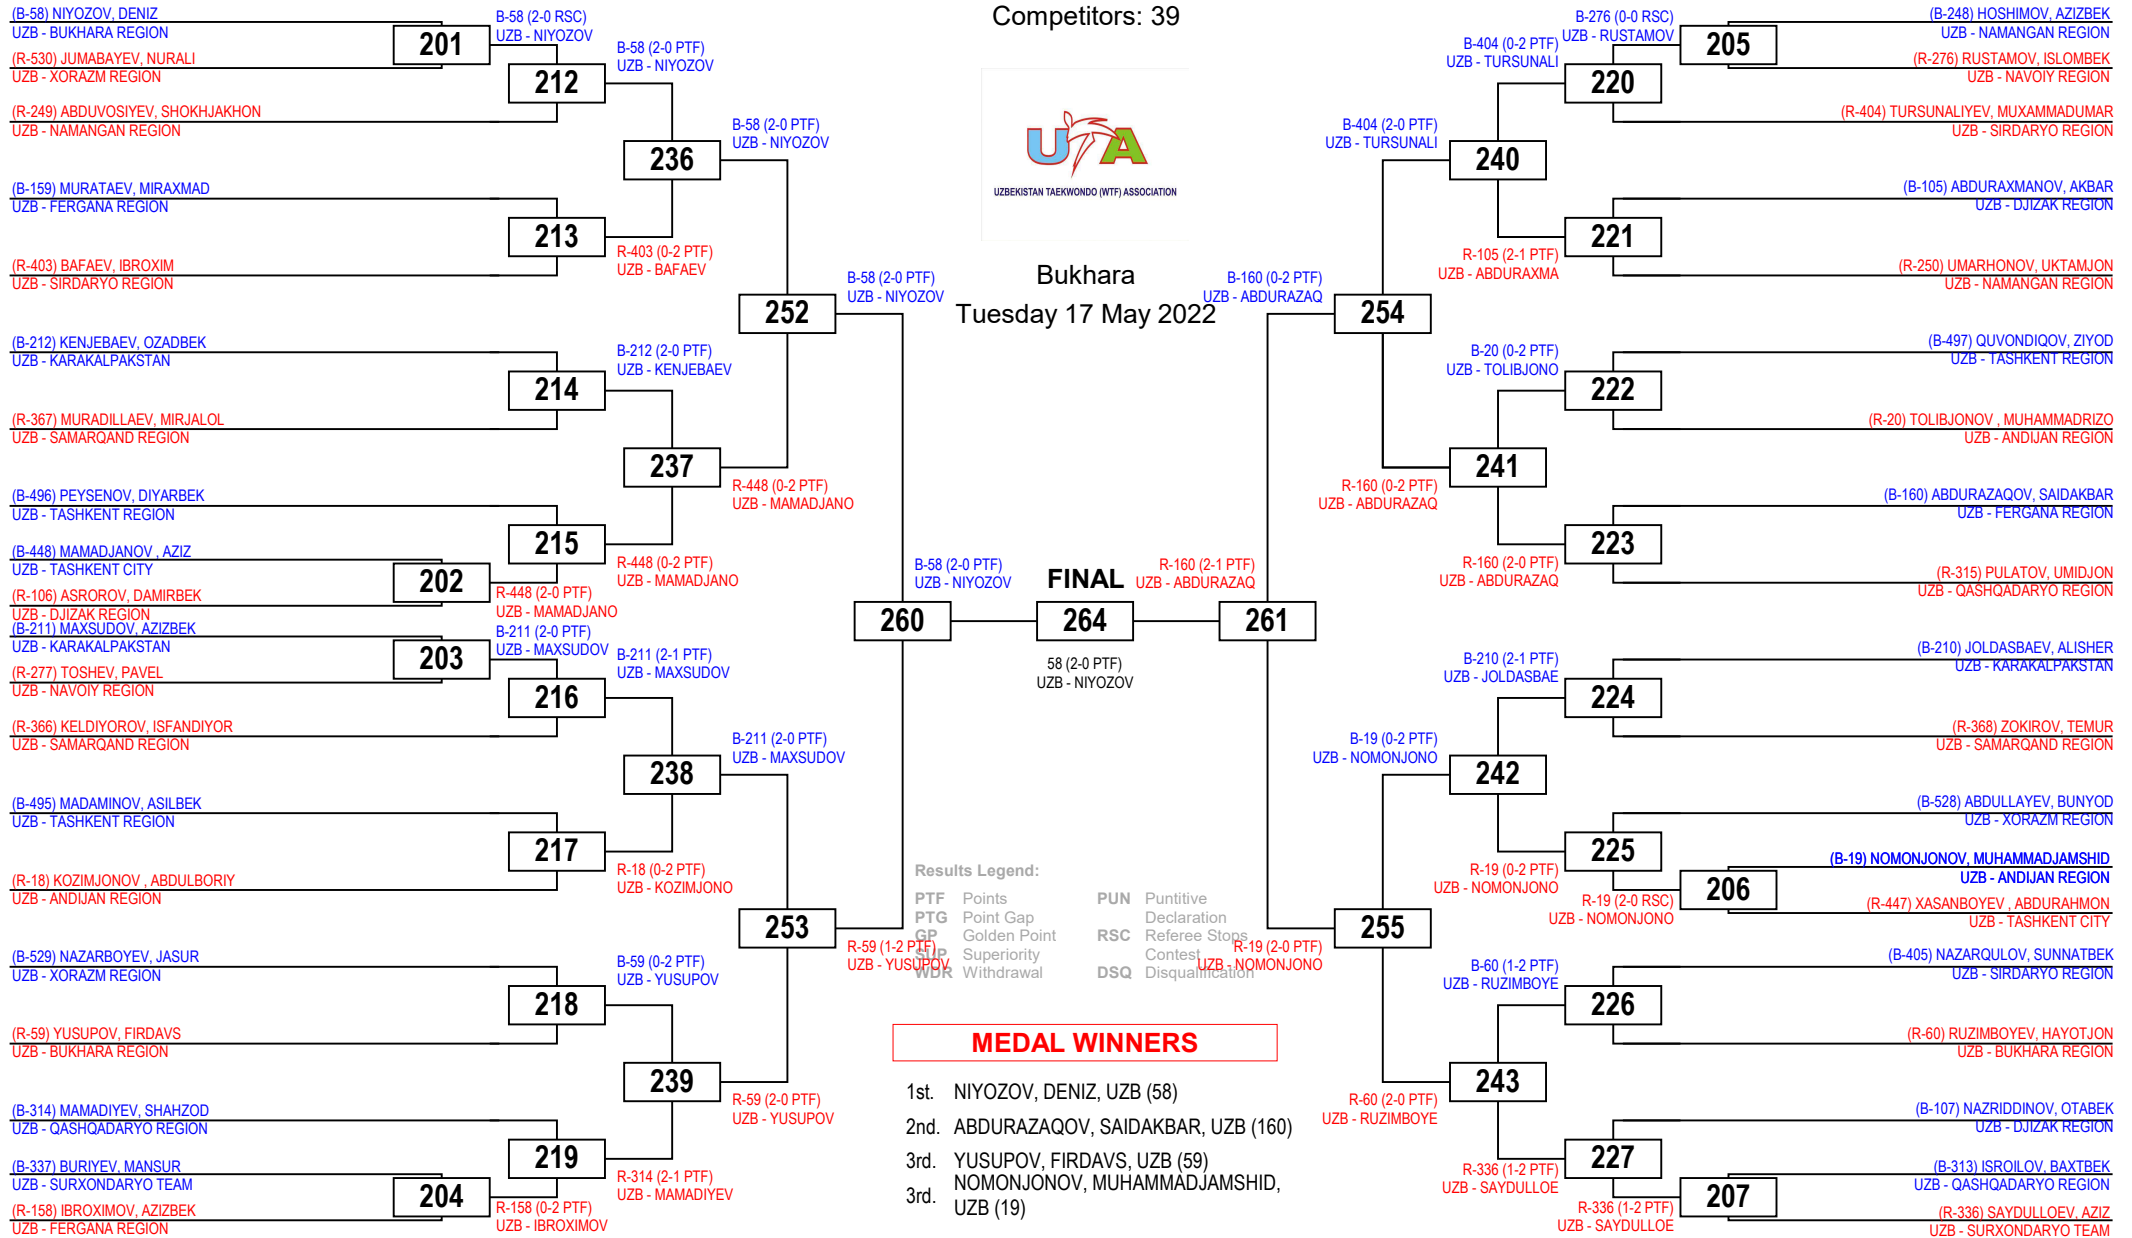 Competitors: 39
UTA
UZBEKISTAN TAEKWONDO (WTF) ASSOCIATION
Bukhara
Tuesday 17 May 2022
(B-58) NIYOZOV, DENIZ
UZB - BUKHARA REGION
(R-530) JUMABAYEV, NURALI
UZB - XORAZM REGION
(R-249) ABDUVOSIYEV, SHOKHJAKHON
UZB - NAMANGAN REGION
(B-159) MURATAEV, MIRAXMAD
UZB - FERGANA REGION
(R-403) BAFAEV, IBROXIM
UZB - SIRDARYO REGION
(B-212) KENJEBAEV, OZADBEK
UZB - KARAKALPAKSTAN
(R-367) MURADILLAEV, MIRJALOL
UZB - SAMARQAND REGION
(B-496) PEYSENOV, DIYARBEK
UZB - TASHKENT REGION
(B-448) MAMADJANOV , AZIZ
UZB - TASHKENT CITY
(R-106) ASROROV, DAMIRBEK
UZB - DJIZAK REGION
(B-211) MAXSUDOV, AZIZBEK
UZB - KARAKALPAKSTAN
(R-277) TOSHEV, PAVEL
UZB - NAVOIY REGION
(R-366) KELDIYOROV, ISFANDIYOR
UZB - SAMARQAND REGION
(B-495) MADAMINOV, ASILBEK
UZB - TASHKENT REGION
(R-18) KOZIMJONOV , ABDULBORIY
UZB - ANDIJAN REGION
(B-529) NAZARBOYEV, JASUR
UZB - XORAZM REGION
(R-59) YUSUPOV, FIRDAVS
UZB - BUKHARA REGION
(B-314) MAMADIYEV, SHAHZOD
UZB - QASHQADARYO REGION
(B-337) BURIYEV, MANSUR
UZB - SURXONDARYO TEAM
(R-158) IBROXIMOV, AZIZBEK
UZB - FERGANA REGION
201
B-58 (2-0 RSC)
UZB - NIYOZOV
202
R-448 (2-0 PTF)
UZB - MAMADJANO
203
B-211 (2-0 PTF)
UZB - MAXSUDOV
204
R-158 (0-2 PTF)
UZB - IBROXIMOV
212
B-58 (2-0 PTF)
UZB - NIYOZOV
213
R-403 (0-2 PTF)
UZB - BAFAEV
214
B-212 (2-0 PTF)
UZB - KENJEBAEV
215
R-448 (0-2 PTF)
UZB - MAMADJANO
216
B-211 (2-1 PTF)
UZB - MAXSUDOV
217
R-18 (0-2 PTF)
UZB - KOZIMJONO
218
B-59 (0-2 PTF)
UZB - YUSUPOV
219
R-314 (2-1 PTF)
UZB - MAMADIYEV
236
B-58 (2-0 PTF)
UZB - NIYOZOV
237
R-448 (0-2 PTF)
UZB - MAMADJANO
238
B-211 (2-0 PTF)
UZB - MAXSUDOV
239
R-59 (2-0 PTF)
UZB - YUSUPOV
252
B-58 (2-0 PTF)
UZB - NIYOZOV
253
R-59 (1-2 PTF)
UZB - YUSUPOV
260
B-58 (2-0 PTF)
UZB - NIYOZOV
FINAL
264
58 (2-0 PTF)
UZB - NIYOZOV
R-160 (2-1 PTF)
UZB - ABDURAZAQ
261
B-160 (0-2 PTF)
UZB - ABDURAZAQ
254
R-19 (2-0 PTF)
UZB - NOMONJONO
255
B-404 (2-0 PTF)
UZB - TURSUNALI
240
R-160 (0-2 PTF)
UZB - ABDURAZAQ
241
B-19 (0-2 PTF)
UZB - NOMONJONO
242
R-60 (2-0 PTF)
UZB - RUZIMBOYE
243
B-404 (0-2 PTF)
UZB - TURSUNALI
220
R-105 (2-1 PTF)
UZB - ABDURAXMA
221
B-20 (0-2 PTF)
UZB - TOLIBJONO
222
R-160 (2-0 PTF)
UZB - ABDURAZAQ
223
B-210 (2-1 PTF)
UZB - JOLDASBAE
224
R-19 (0-2 PTF)
UZB - NOMONJONO
225
B-60 (1-2 PTF)
UZB - RUZIMBOYE
226
R-336 (1-2 PTF)
UZB - SAYDULLOE
227
B-276 (0-0 RSC)
UZB - RUSTAMOV
205
R-19 (2-0 RSC)
UZB - NOMONJONO
206
R-336 (1-2 PTF)
UZB - SAYDULLOE
207
(B-248) HOSHIMOV, AZIZBEK
UZB - NAMANGAN REGION
(R-276) RUSTAMOV, ISLOMBEK
UZB - NAVOIY REGION
(R-404) TURSUNALIYEV, MUXAMMADUMAR
UZB - SIRDARYO REGION
(B-105) ABDURAXMANOV, AKBAR
UZB - DJIZAK REGION
(R-250) UMARHONOV, UKTAMJON
UZB - NAMANGAN REGION
(B-497) QUVONDIQOV, ZIYOD
UZB - TASHKENT REGION
(R-20) TOLIBJONOV , MUHAMMADRIZO
UZB - ANDIJAN REGION
(B-160) ABDURAZAQOV, SAIDAKBAR
UZB - FERGANA REGION
(R-315) PULATOV, UMIDJON
UZB - QASHQADARYO REGION
(B-210) JOLDASBAEV, ALISHER
UZB - KARAKALPAKSTAN
(R-368) ZOKIROV, TEMUR
UZB - SAMARQAND REGION
(B-528) ABDULLAYEV, BUNYOD
UZB - XORAZM REGION
(B-19) NOMONJONOV, MUHAMMADJAMSHID
UZB - ANDIJAN REGION
(R-447) XASANBOYEV , ABDURAHMON
UZB - TASHKENT CITY
(B-405) NAZARQULOV, SUNNATBEK
UZB - SIRDARYO REGION
(R-60) RUZIMBOYEV, HAYOTJON
UZB - BUKHARA REGION
(B-107) NAZRIDDINOV, OTABEK
UZB - DJIZAK REGION
(B-313) ISROILOV, BAXTBEK
UZB - QASHQADARYO REGION
(R-336) SAYDULLOEV, AZIZ
UZB - SURXONDARYO TEAM
Results Legend:
PTF Points
PTG Point Gap
GP Golden Point
SUP Superiority
WDR Withdrawal
PUN Puntitive
Declaration
RSC Referee Stops
Contest
DSQ Disqualification
MEDAL WINNERS
1st. NIYOZOV, DENIZ, UZB (58)
2nd. ABDURAZAQOV, SAIDAKBAR, UZB (160)
3rd. YUSUPOV, FIRDAVS, UZB (59)
3rd. NOMONJONOV, MUHAMMADJAMSHID,
UZB (19)